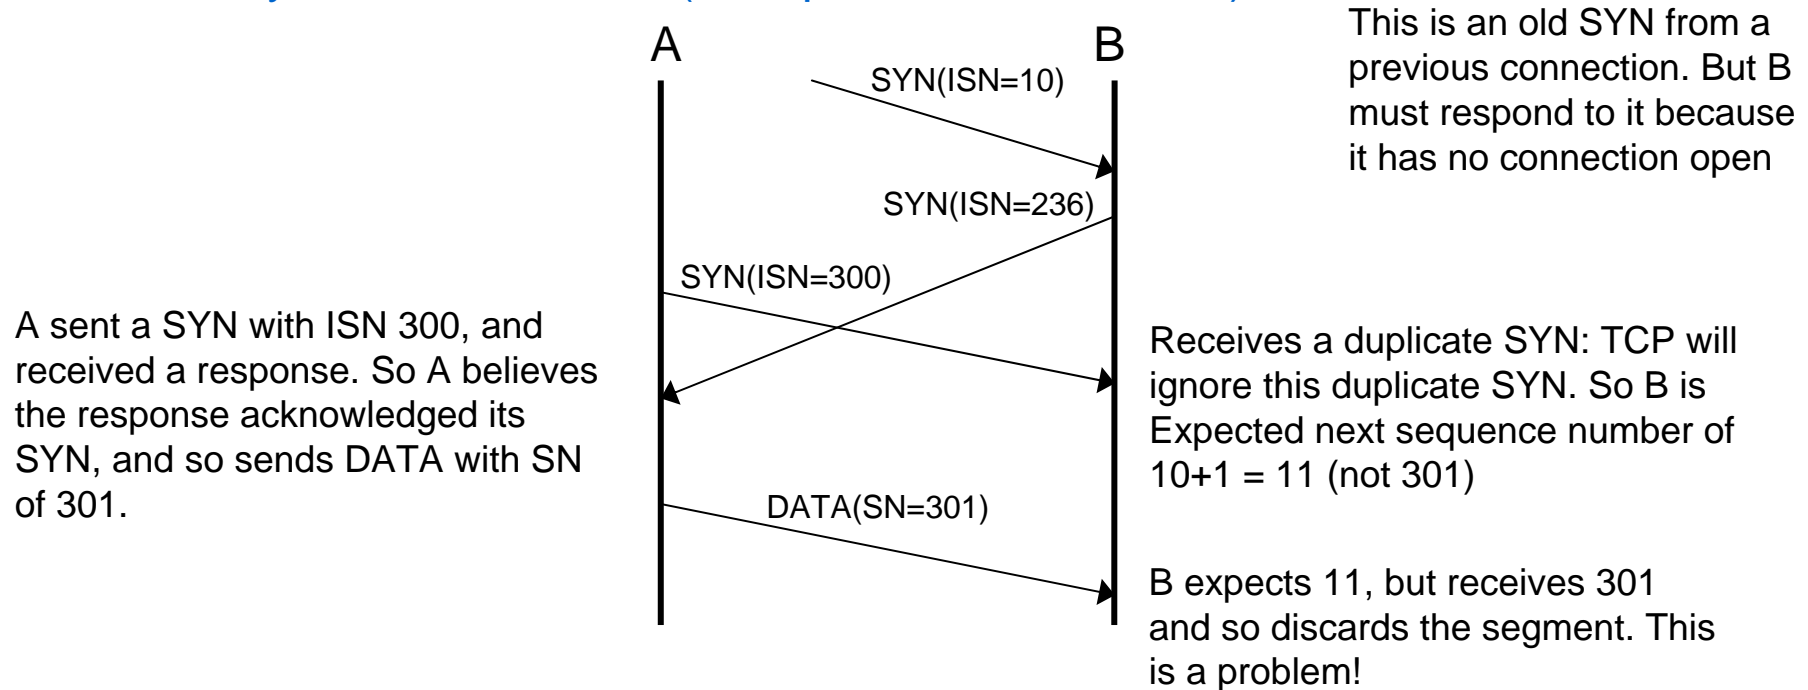 A
B
This is an old SYN from a
previous connection. But B
must respond to it because
it has no connection open
SYN(ISN=10)
SYN(ISN=236)
SYN(ISN=300)
A sent a SYN with ISN 300, and
received a response. So A believes
the response acknowledged its
SYN, and so sends DATA with SN
of 301.
Receives a duplicate SYN: TCP will
ignore this duplicate SYN. So B is
Expected next sequence number of
10+1 = 11 (not 301)
DATA(SN=301)
B expects 11, but receives 301
and so discards the segment. This
is a problem!